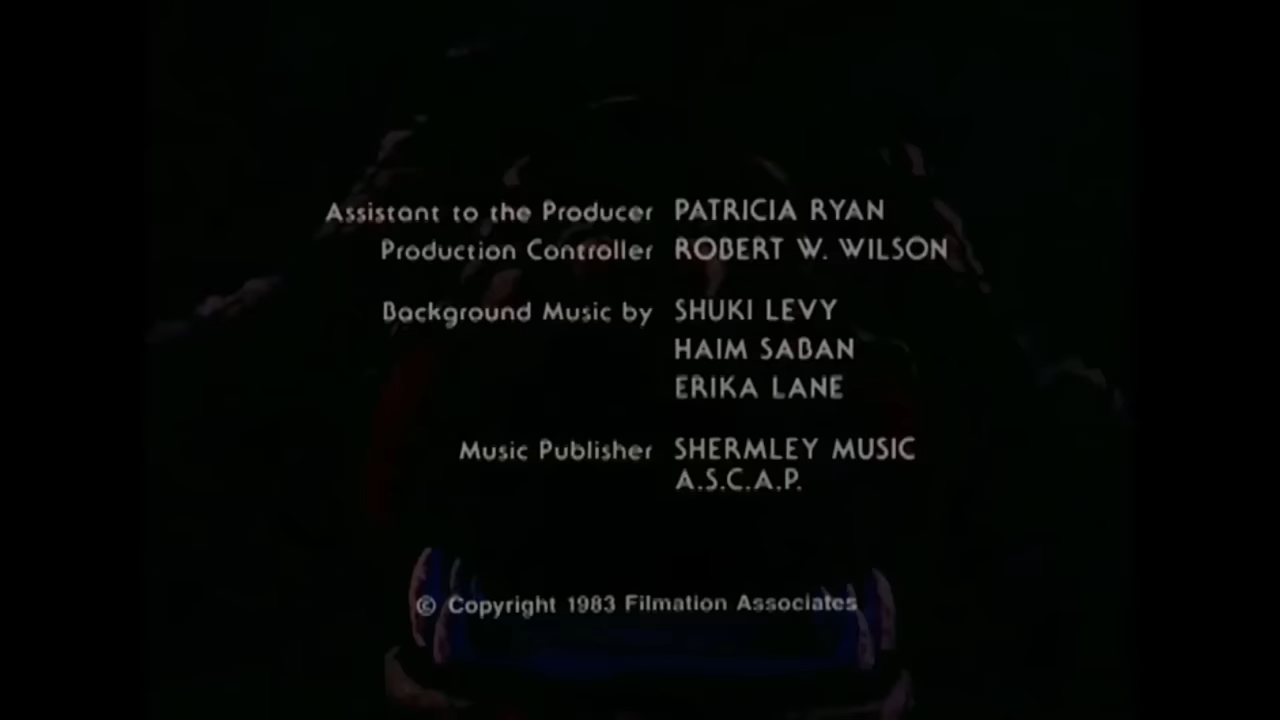 Assistant to the Producer PATRICIA RYAN
Production Controller ROBERT W. WILSON
Background Music by SHUKI LEVY
HAIM SABAN
ERIKA LANE
Music Publisher SHERMLEY MUSIC
A.S.C.A.P.
© Copyright 1983 Filmation Associates